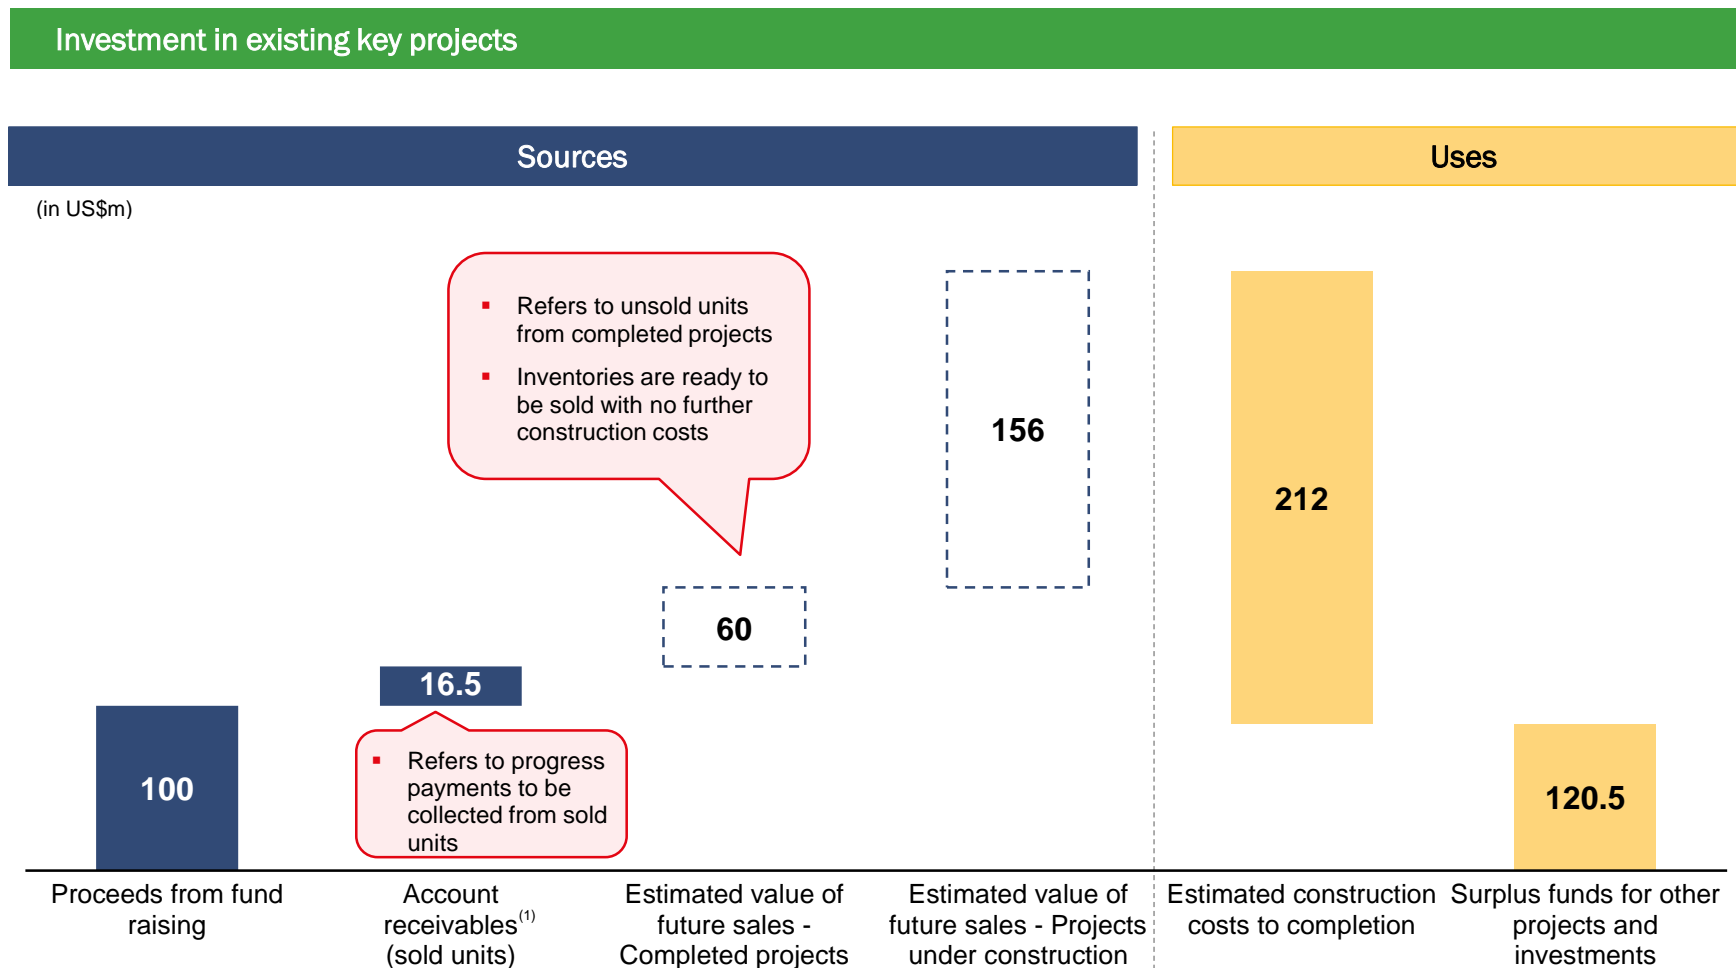 Investment in existing key projects
Sources
Uses
(in US$m)
▪ Refers to unsold units
from completed projects
▪ Inventories are ready to
be sold with no further
construction costs
156
212
60
16.5
▪ Refers to progress
payments to be
collected from sold
units
100
120.5
Proceeds from fund
raising
Account
receivables(1)
(sold units)
Estimated value of
future sales -
Completed projects
Estimated value of
future sales - Projects
under construction
Estimated construction
costs to completion
Surplus funds for other
projects and
investments